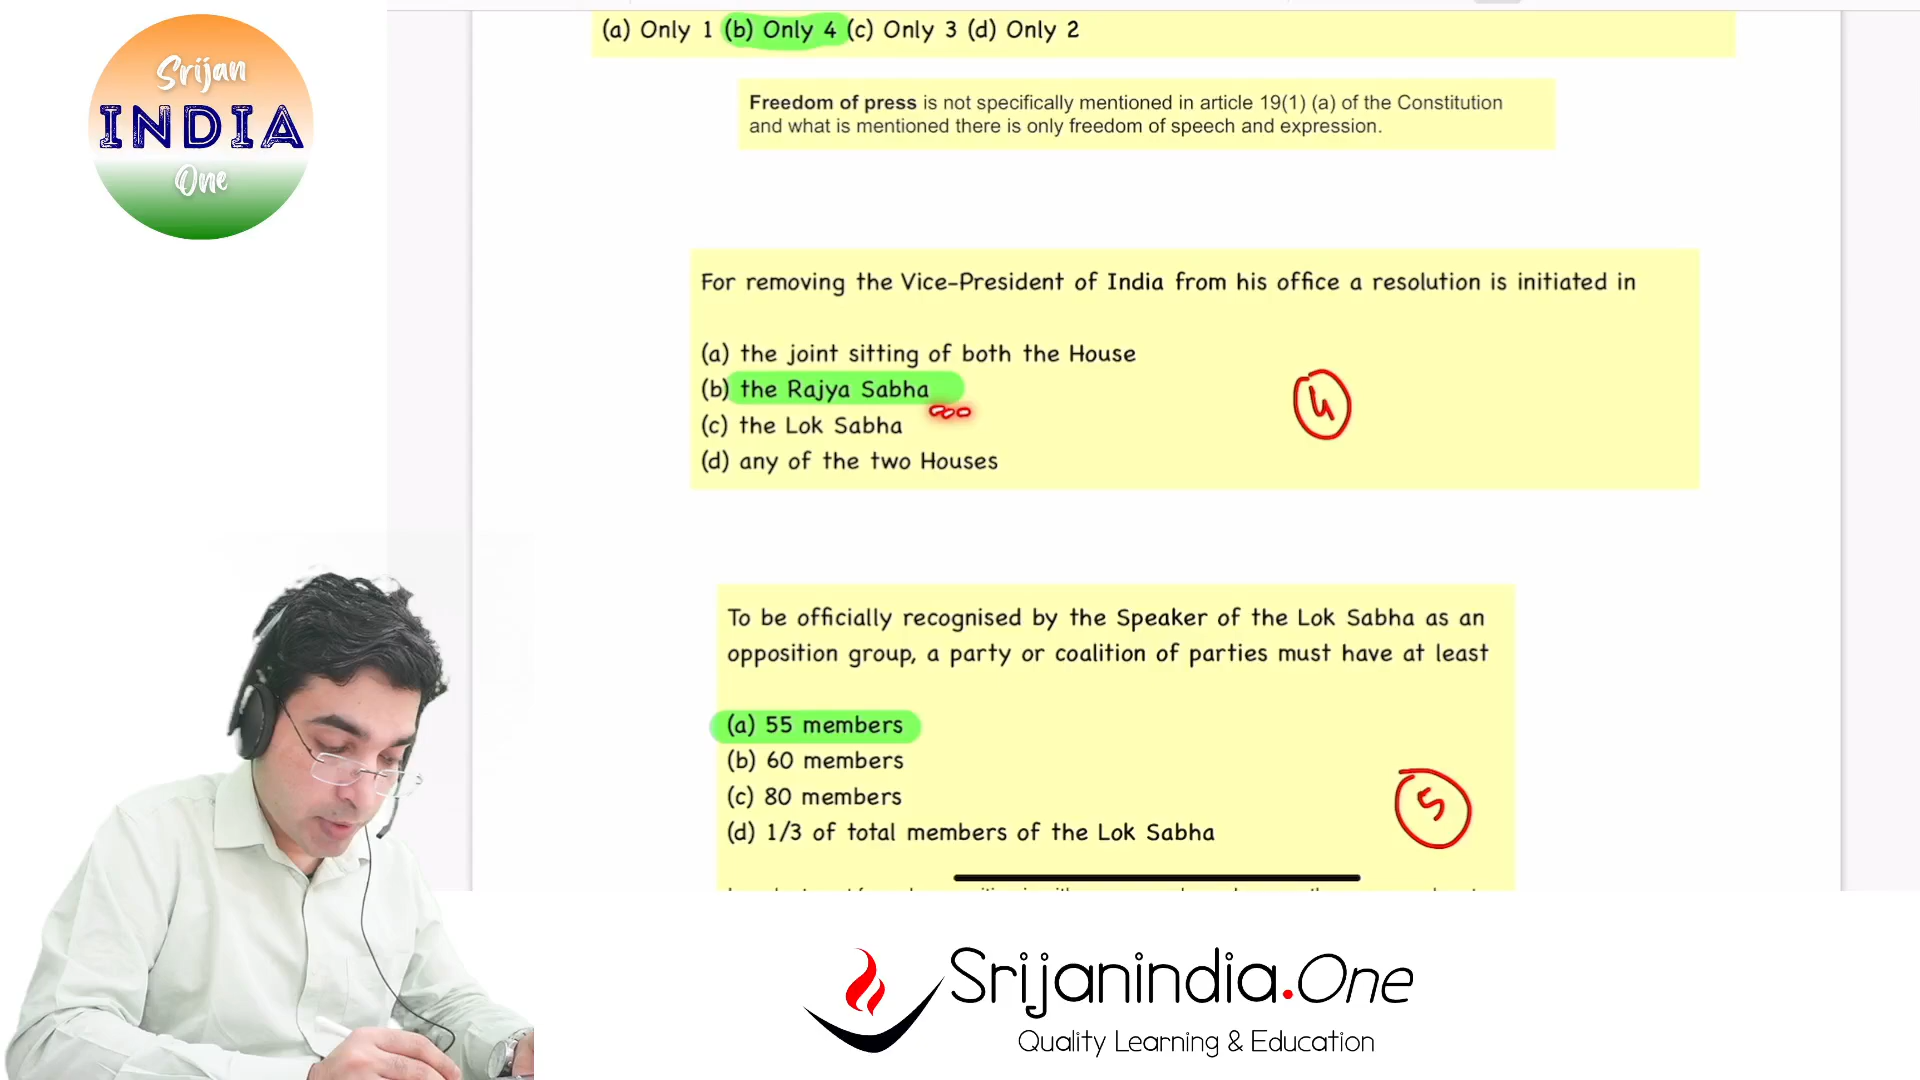 Srijan
INDIA
One
(a) Only 1 (b) Only 4 (c) Only 3 (d) Only 2
Freedom of press is not specifically mentioned in article 19(1) (a) of the Constitution
and what is mentioned there is only freedom of speech and expression.
For removing the Vice-President of India from his office a resolution is initiated in
(a) the joint sitting of both the House
(b) the Rajya Sabha
(c) the Lok Sabha
(d) any of the two Houses
4
To be officially recognised by the Speaker of the Lok Sabha as an
opposition group, a party or coalition of parties must have at least
(a) 55 members
(b) 60 members
(c) 80 members
(d) 1/3 of total members of the Lok Sabha
5
Srijanindia.One
Quality Learning & Education